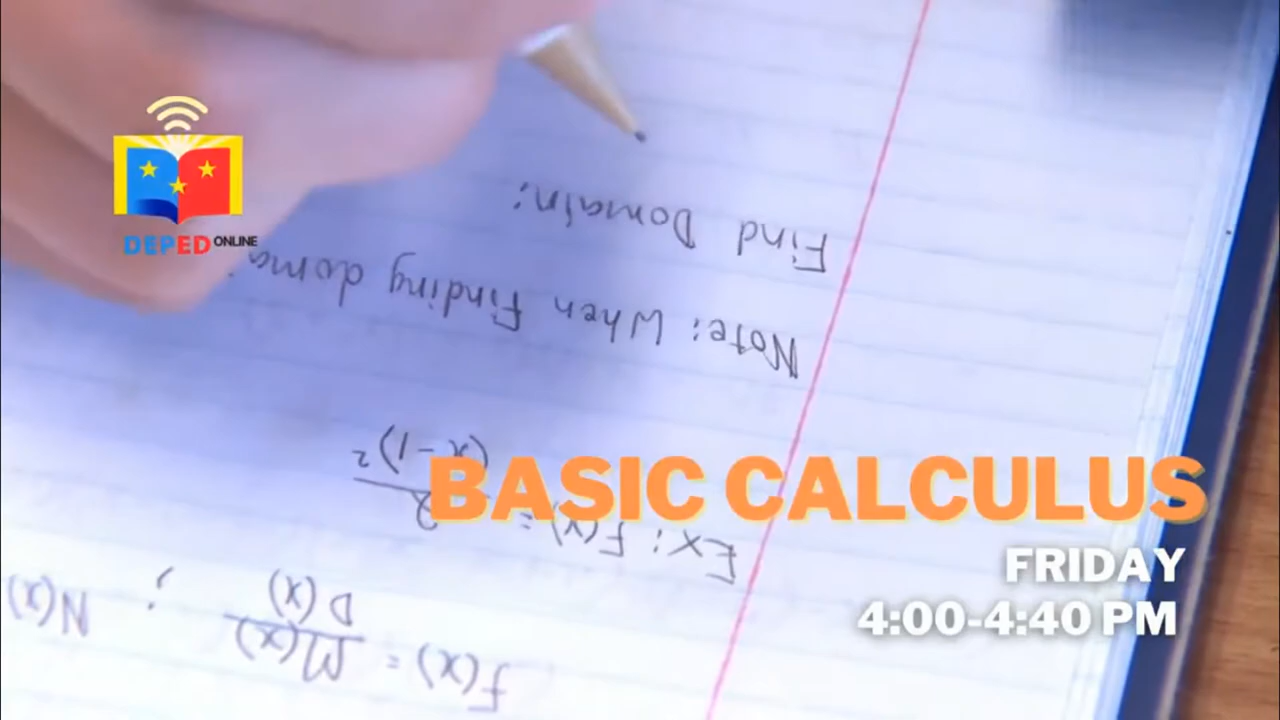 DEPED ONLINE
BASIC CALCULUS
FRIDAY
4:00-4:40 PM
f(x) = N(x)
D(x) ; N(x)
Ex: F(x) = 2
(x-1)²
Note: When finding doma
Find Domain: